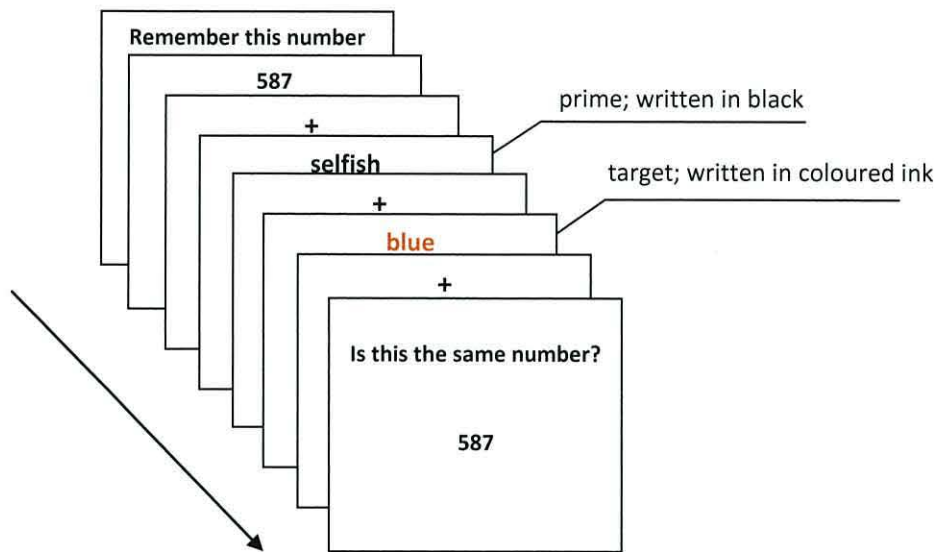 Remember this number
587
+
prime; written in black
selfish
target; written in coloured ink
+
blue
+
Is this the same number?
587